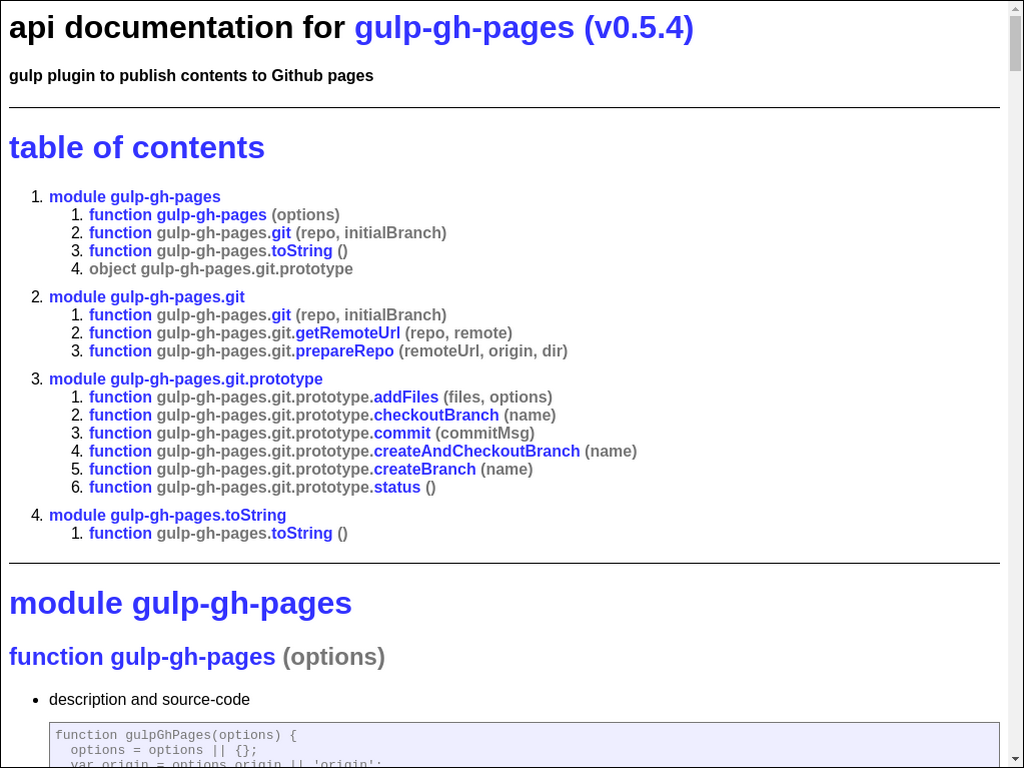 api documentation for gulp-gh-pages (v0.5.4)
gulp plugin to publish contents to Github pages
table of contents
1. module gulp-gh-pages
1. function gulp-gh-pages (options)
2. function gulp-gh-pages.git (repo, initialBranch)
3. function gulp-gh-pages.toString ()
4. object gulp-gh-pages.git.prototype
2. module gulp-gh-pages.git
1. function gulp-gh-pages.git (repo, initialBranch)
2. function gulp-gh-pages.git.getRemoteUrl (repo, remote)
3. function gulp-gh-pages.git.prepareRepo (remoteUrl, origin, dir)
3. module gulp-gh-pages.git.prototype
1. function gulp-gh-pages.git.prototype.addFiles (files, options)
2. function gulp-gh-pages.git.prototype.checkoutBranch (name)
3. function gulp-gh-pages.git.prototype.commit (commitMsg)
4. function gulp-gh-pages.git.prototype.createAndCheckoutBranch (name)
5. function gulp-gh-pages.git.prototype.createBranch (name)
6. function gulp-gh-pages.git.prototype.status ()
4. module gulp-gh-pages.toString
1. function gulp-gh-pages.toString ()
module gulp-gh-pages
function gulp-gh-pages (options)
• description and source-code
function gulpGhPages(options) {
options = options || {};
var origin = options.origin || 'origin';